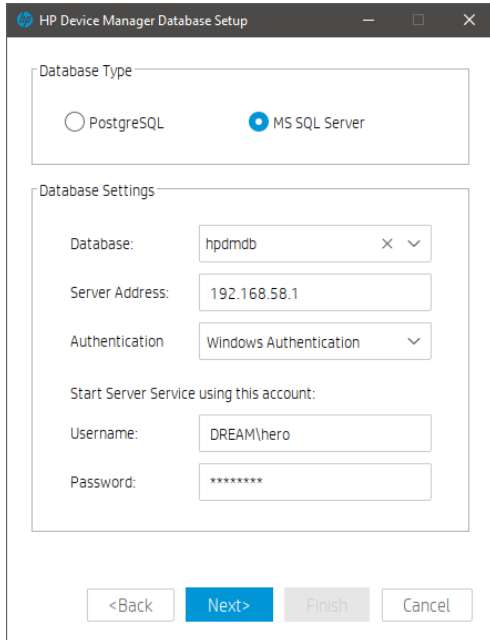 HP Device Manager Database Setup
Database Type
PostgreSQL
MS SQL Server
Database Settings
Database: hpdmdb
Server Address: 192.168.58.1
Authentication Windows Authentication
Start Server Service using this account:
Username: DREAM\hero
Password: ********
<Back Next> Finish Cancel